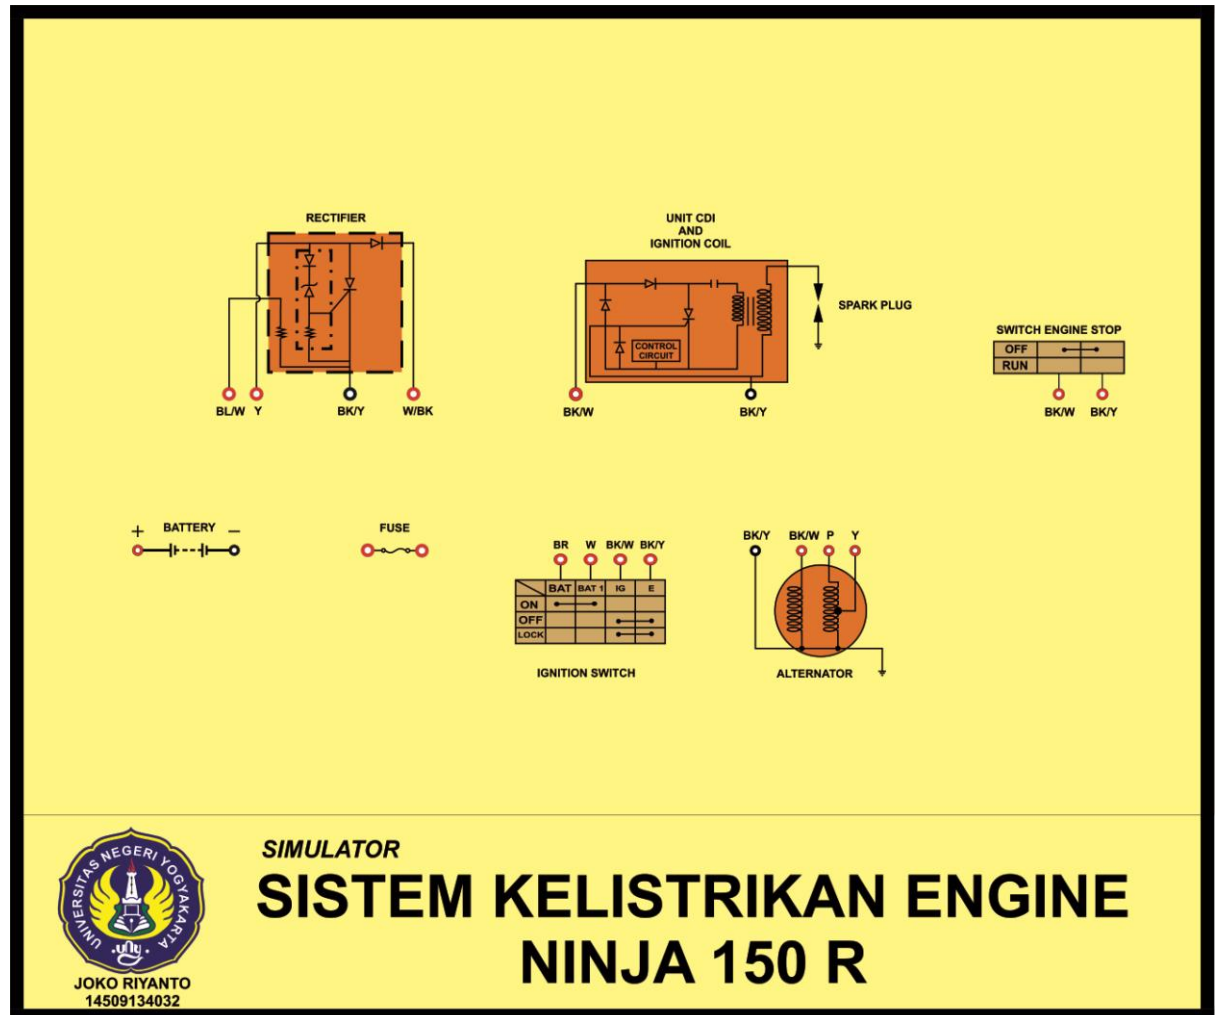 RECTIFIER
BL/W Y BK/Y W/BK
UNIT CDI
AND
IGNITION COIL
CONTROL
CIRCUIT
SPARK PLUG
BK/W BK/Y
SWITCH ENGINE STOP
OFF
RUN
BK/W BK/Y
+ BATTERY –
FUSE
BR W BK/W BK/Y
BAT BAT 1 IG E
ON
OFF
LOCK
IGNITION SWITCH
BK/Y BK/W P Y
ALTERNATOR
UNIVERSITAS NEGERI YOGYAKARTA
uny
JOKO RIYANTO
14509134032
SIMULATOR
SISTEM KELISTRIKAN ENGINE
NINJA 150 R